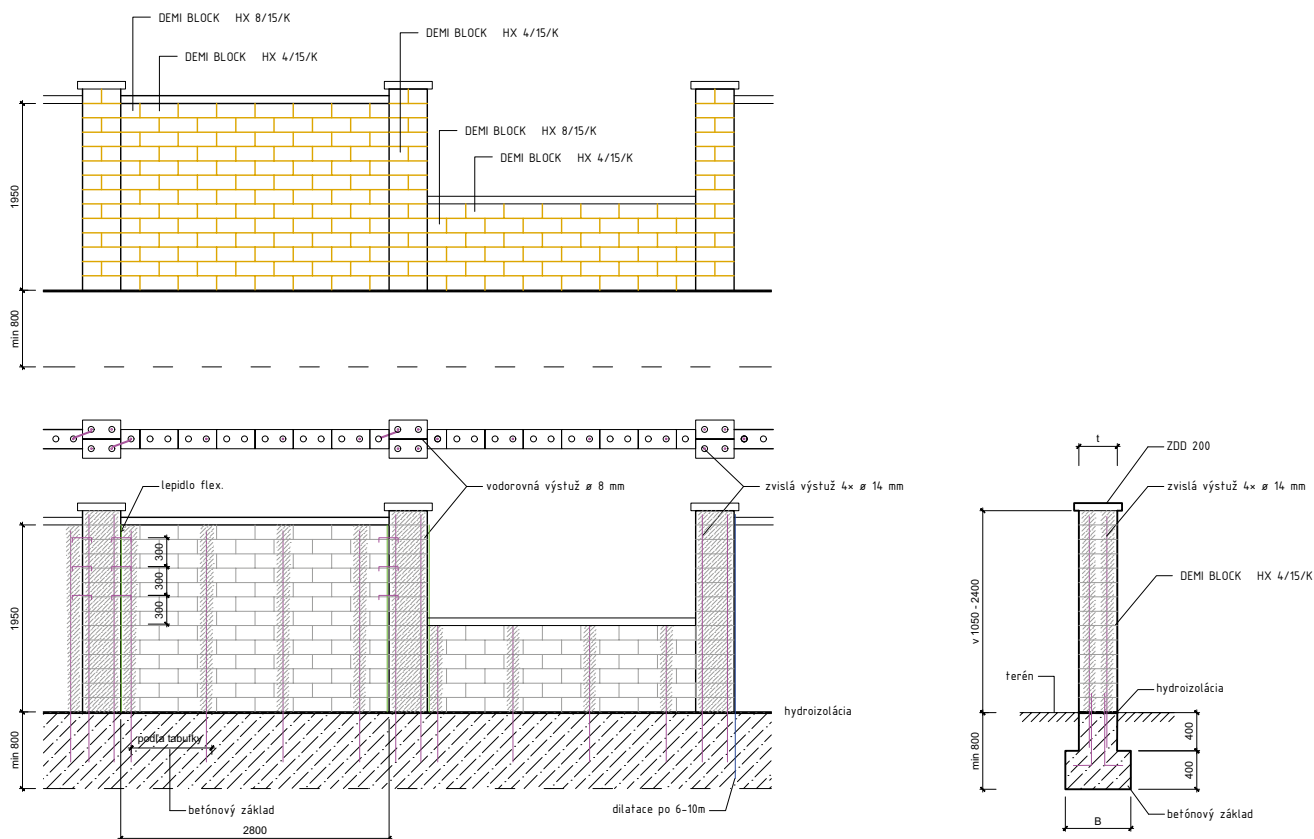 DEMI BLOCK HX 8/15/K
DEMI BLOCK HX 4/15/K
DEMI BLOCK HX 4/15/K
DEMI BLOCK HX 8/15/K
DEMI BLOCK HX 4/15/K
1950
min 800
lepidlo flex.
vodorovná výstuž ø 8 mm
zvislá výstuž 4× ø 14 mm
300
300
300
1950
min 800
hydroizolácia
podľa tabuľky
betónový základ
dilatace po 6-10m
2800
t
ZDD 200
zvislá výstuž 4× ø 14 mm
DEMI BLOCK HX 4/15/K
v 1050 - 2400
terén
hydroizolácia
min 800
400
400
betónový základ
B